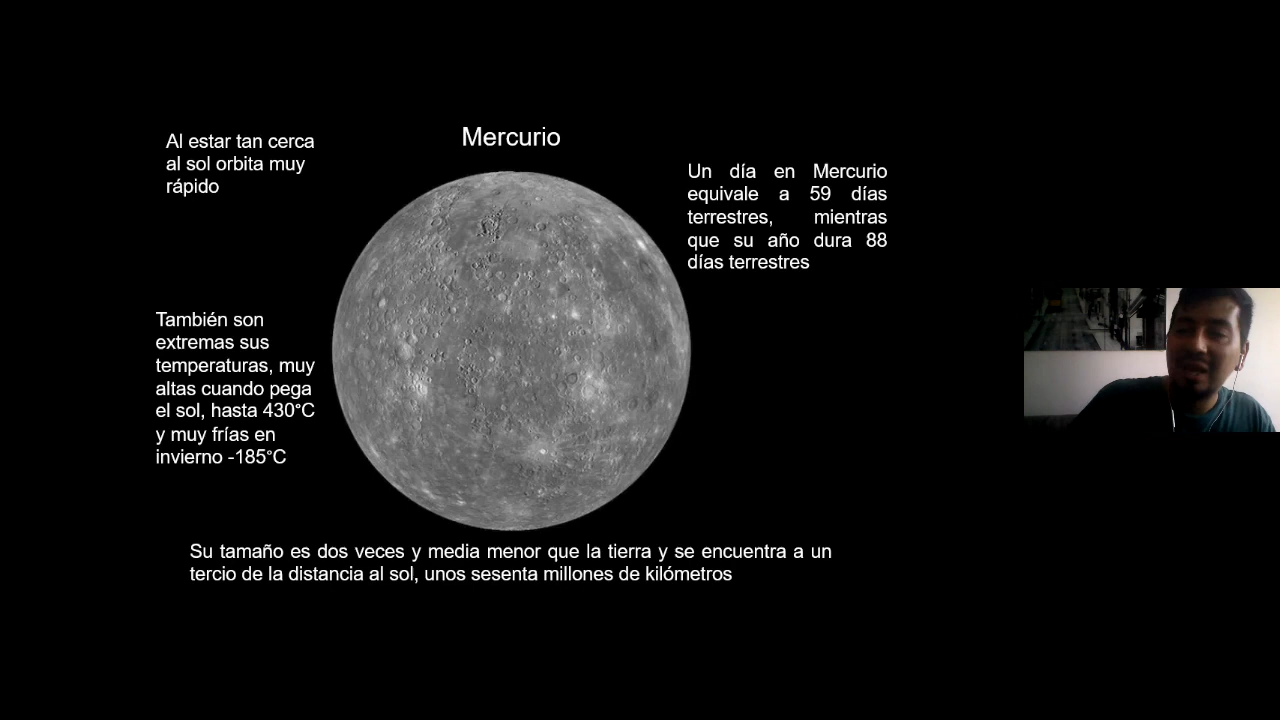 Mercurio
Al estar tan cerca
al sol orbita muy
rápido
Un día en Mercurio
equivale a 59 días
terrestres, mientras
que su año dura 88
días terrestres
También son
extremas sus
temperaturas, muy
altas cuando pega
el sol, hasta 430°C
y muy frías en
invierno -185°C
Su tamaño es dos veces y media menor que la tierra y se encuentra a un
tercio de la distancia al sol, unos sesenta millones de kilómetros